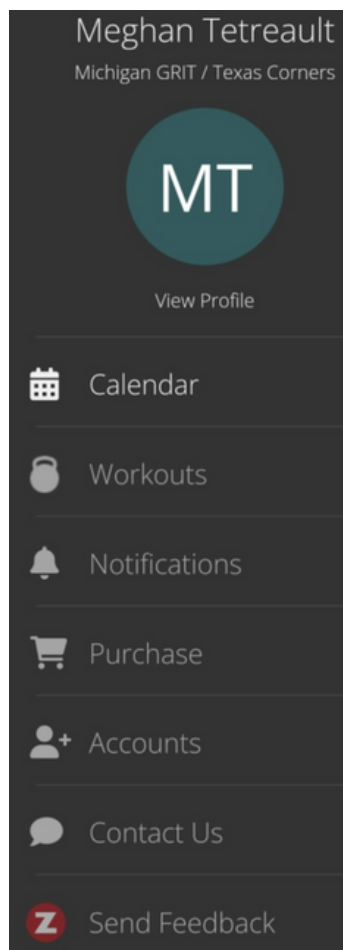 Meghan Tetreault
Michigan GRIT / Texas Corners
MT
View Profile
Calendar
Workouts
Notifications
Purchase
Accounts
Contact Us
Z Send Feedback